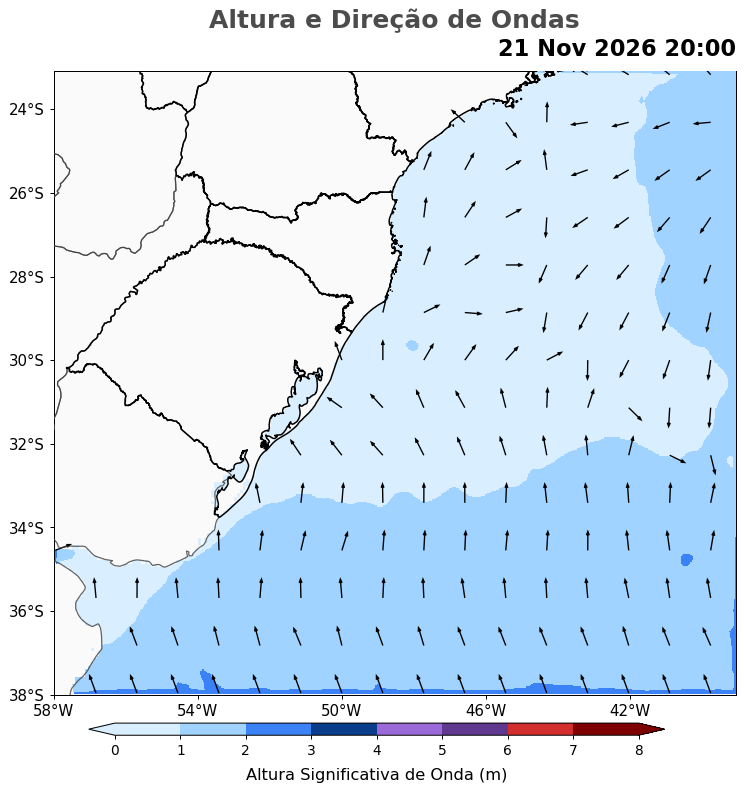 Altura e Direção de Ondas
21 Nov 2026 20:00
24°S
26°S
28°S
30°S
32°S
34°S
36°S
38°S
58°W 54°W 50°W 46°W 42°W
0 1 2 3 4 5 6 7 8
Altura Significativa de Onda (m)